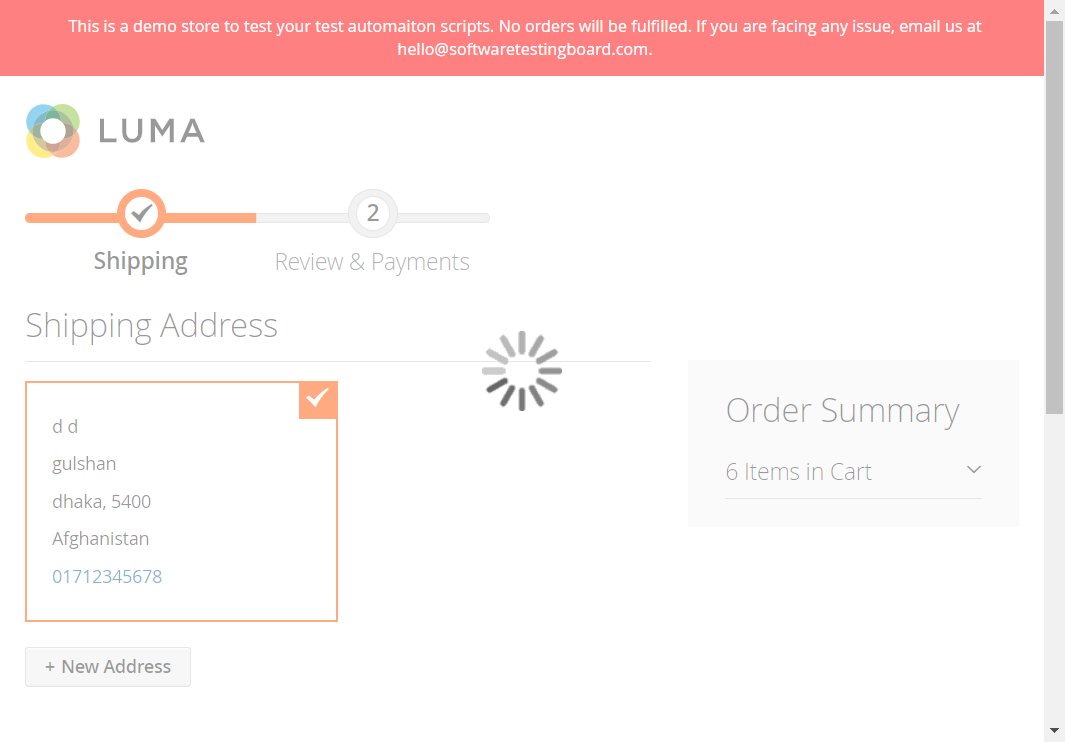 This is a demo store to test your test automaiton scripts. No orders will be fulfilled. If you are facing any issue, email us at
hello@softwaretestingboard.com.
LUMA
2
Shipping
Review & Payments
Shipping Address
d d
gulshan
dhaka, 5400
Afghanistan
01712345678
+ New Address
Order Summary
6 Items in Cart